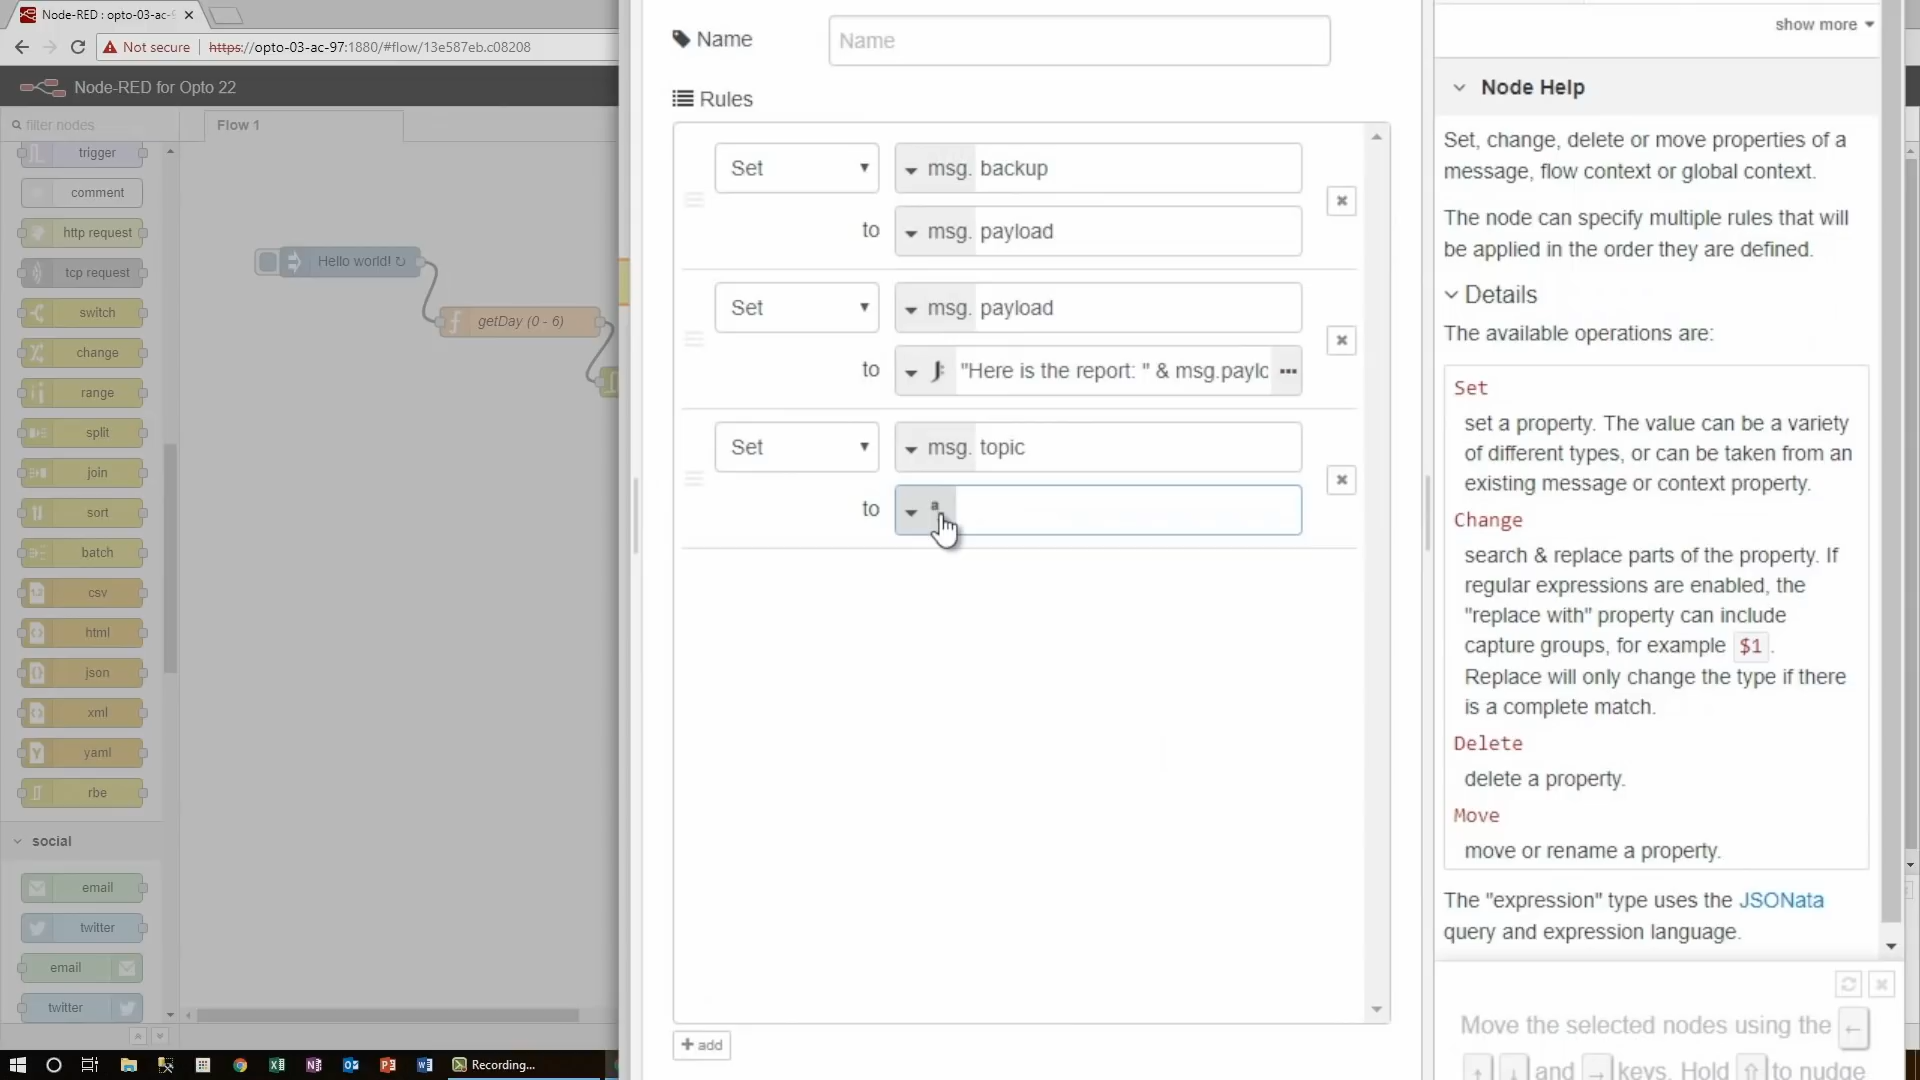 Node-RED : opto-03-ac-9
Not secure
https://opto-03-ac-97:1880/#flow/13e587eb.c08208
Node-RED for Opto 22
filter nodes
Flow 1
trigger
comment
http request
tcp request
switch
change
range
split
join
sort
batch
csv
html
json
xml
yaml
rbe
social
email
twitter
email
twitter
Hello world! ↻
getDay (0 - 6)
Name
Name
Rules
Set
msg. backup
to
msg. payload
Set
msg. payload
to
"Here is the report: " & msg.paylo
Set
msg. topic
to
+ add
show more
Node Help
Set, change, delete or move properties of a
message, flow context or global context.
The node can specify multiple rules that will
be applied in the order they are defined.
Details
The available operations are:
Set
set a property. The value can be a variety
of different types, or can be taken from an
existing message or context property.
Change
search & replace parts of the property. If
regular expressions are enabled, the
"replace with" property can include
capture groups, for example $1.
Replace will only change the type if there
is a complete match.
Delete
delete a property.
Move
move or rename a property.
The "expression" type uses the JSONata
query and expression language.
Move the selected nodes using the ←
↑ ↓ and → keys. Hold ⇧ to nudge
Recording...